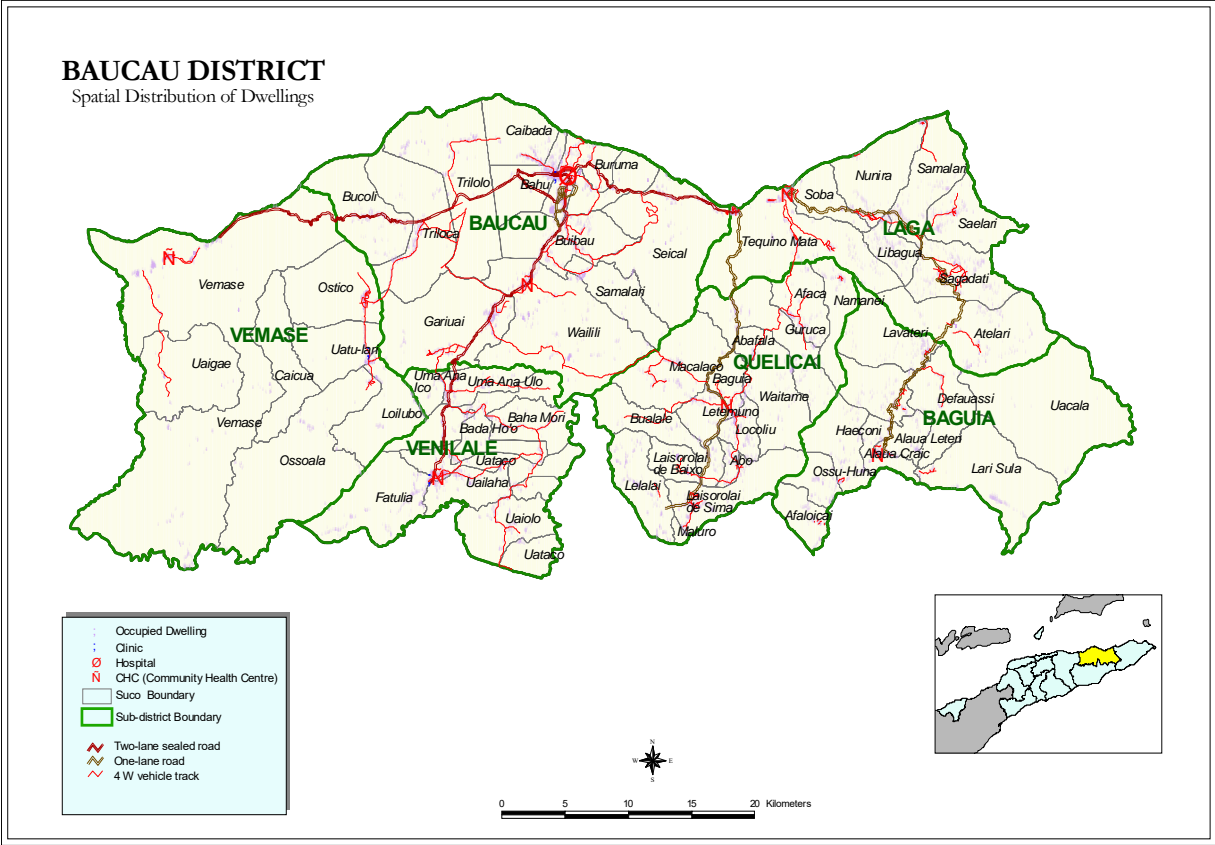 BAUCAU DISTRICT
Spatial Distribution of Dwellings
Caibada
Buruma
Bahu
Trilolo
Bucoli
BAUCAU
Triloca
Buibau
Seical
Samalari
Gariuai
Wailili
Vemase
Ostico
VEMASE
Uatu-lari
Uaigae
Caicua
Vemase
Loilubo
Ossoala
Uma Ana
Ico
Uma Ana Ulo
Baha Mori
Bada Ho'o
VENILALE
Uataco
Uailaha
Fatulia
Uaiolo
Uataco
Soba
Nunira
Samalari
LAGA
Saelari
Tequino Mata
Libagua
Sagadati
Atelari
Afaca
Namanei
Guruca
Lavateri
Abafala
QUELICAI
Macalaco
Baguia
Waitame
Letemuno
Bualale
Locoliu
Laisorolai
de Baixo
Abo
Lelalai
Laisorolai
de Sima
Maluro
Defauassi
Uacala
BAGUIA
Haeconi
Alaua Leten
Alaua Craic
Ossu-Huna
Lari Sula
Afaloicai
Occupied Dwelling
Clinic
Ø Hospital
Ñ CHC (Community Health Centre)
Suco Boundary
Sub-district Boundary
Two-lane sealed road
One-lane road
4 W vehicle track
N
W E
S
0 5 10 15 20 Kilometers